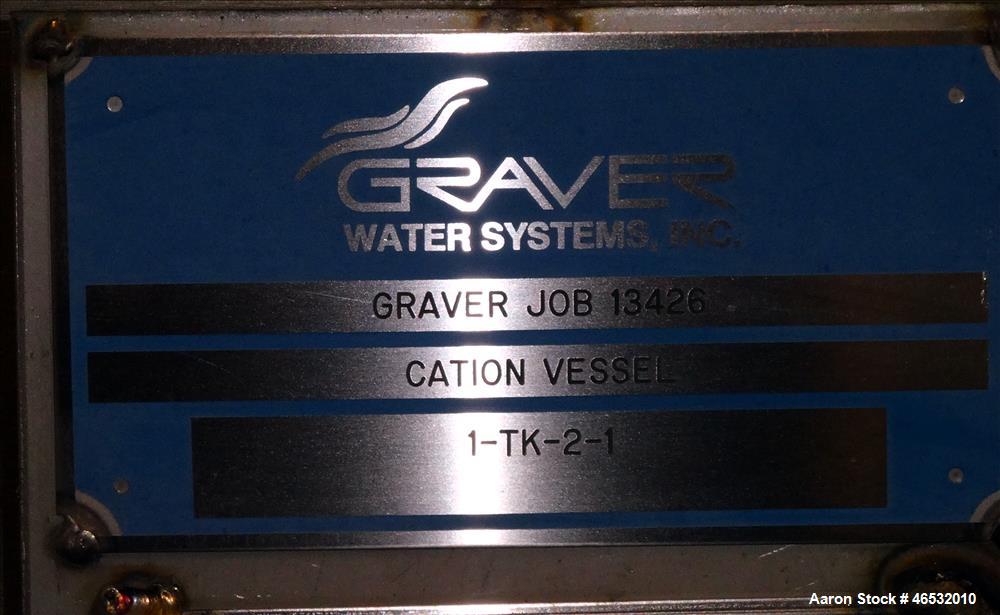 GRAVER
WATER SYSTEMS, INC.
GRAVER JOB 13426
CATION VESSEL
1-TK-2-1
Aaron Stock # 46532010